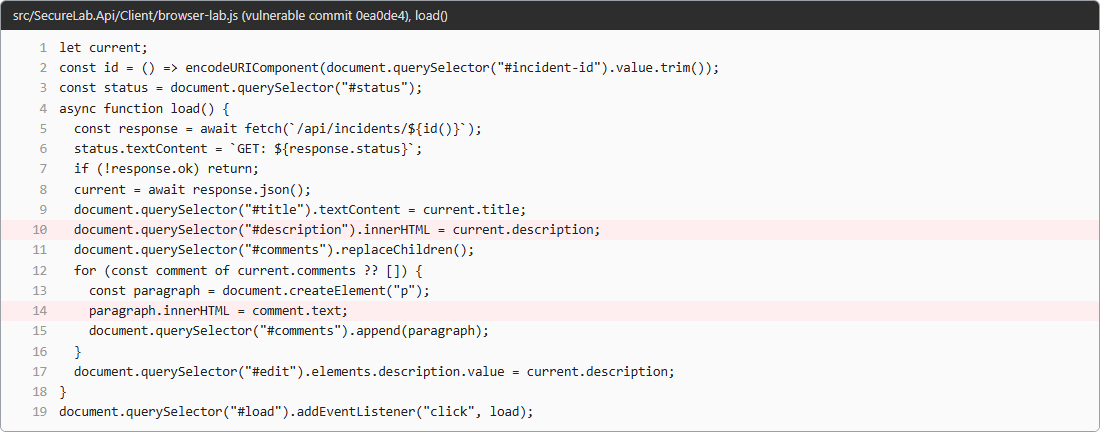 src/SecureLab.Api/Client/browser-lab.js (vulnerable commit 0ea0de4), load()
1 let current;
2 const id = () => encodeURIComponent(document.querySelector("#incident-id").value.trim());
3 const status = document.querySelector("#status");
4 async function load() {
5   const response = await fetch(`/api/incidents/${id()}`);
6   status.textContent = `GET: ${response.status}`;
7   if (!response.ok) return;
8   current = await response.json();
9   document.querySelector("#title").textContent = current.title;
10   document.querySelector("#description").innerHTML = current.description;
11   document.querySelector("#comments").replaceChildren();
12   for (const comment of current.comments ?? []) {
13     const paragraph = document.createElement("p");
14     paragraph.innerHTML = comment.text;
15     document.querySelector("#comments").append(paragraph);
16   }
17   document.querySelector("#edit").elements.description.value = current.description;
18 }
19 document.querySelector("#load").addEventListener("click", load);